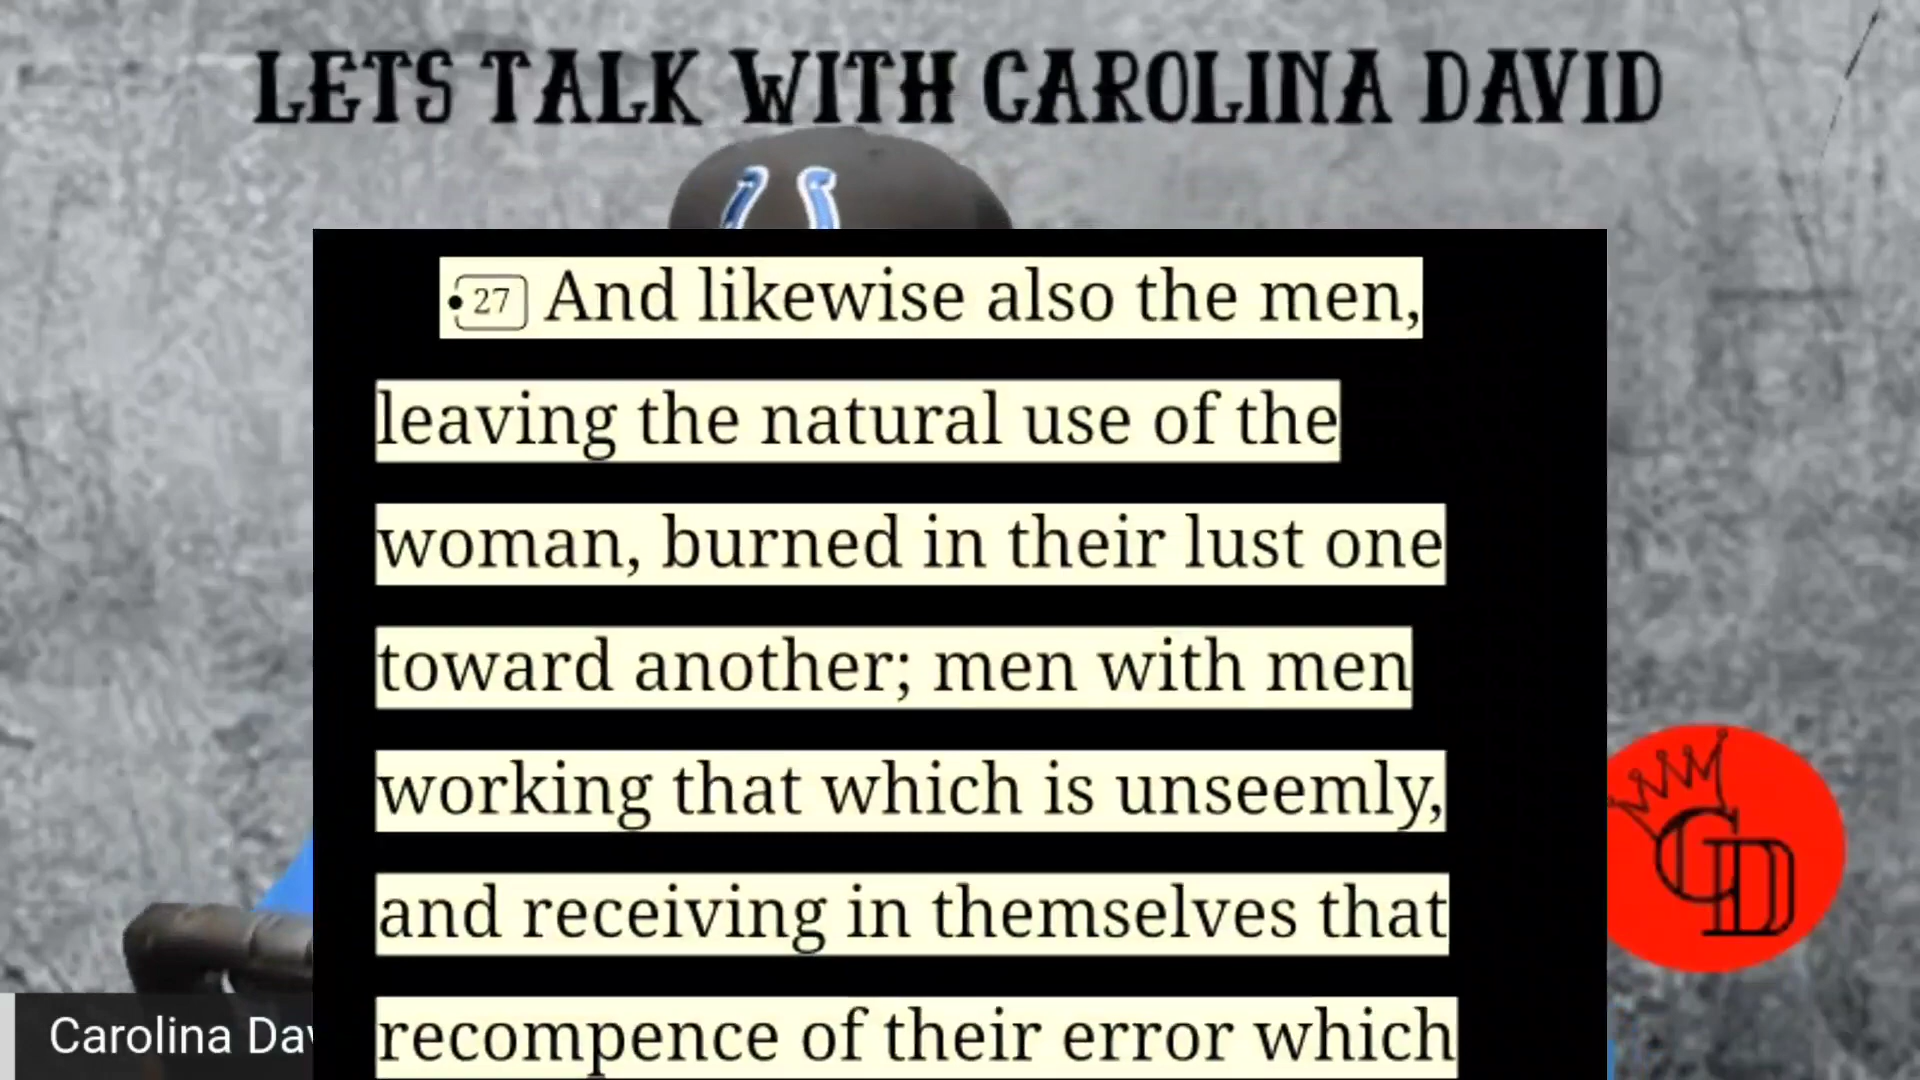 LETS TALK WITH CAROLINA DAVID
27 And likewise also the men,
leaving the natural use of the
woman, burned in their lust one
toward another; men with men
working that which is unseemly,
and receiving in themselves that
recompence of their error which
CD
Carolina Dav